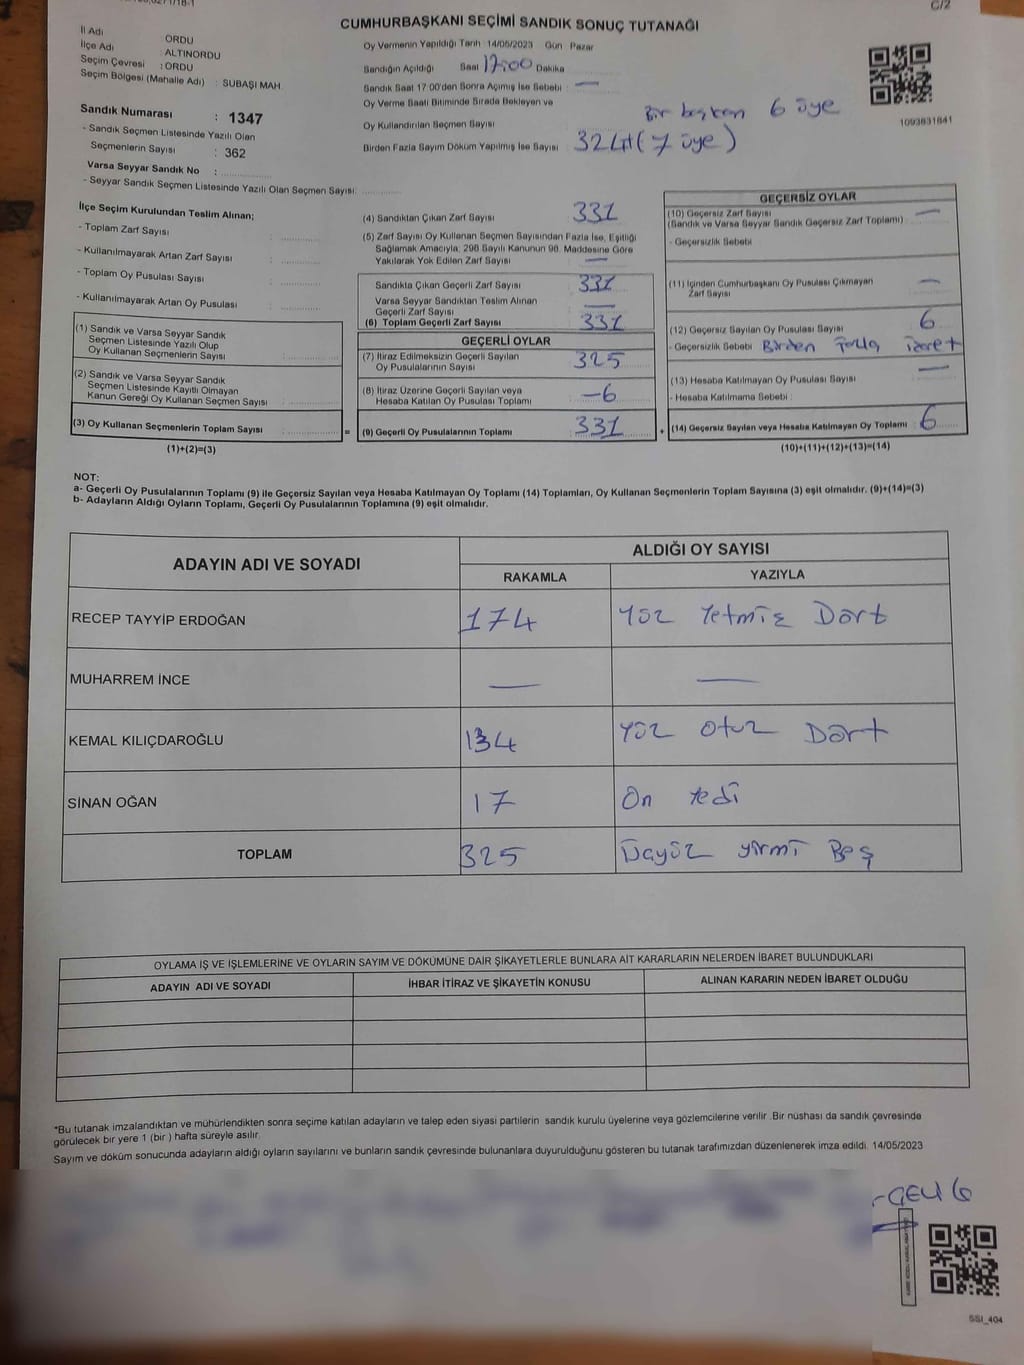 C/2
CUMHURBAŞKANI SEÇİMİ SANDIK SONUÇ TUTANAĞI
İl Adı : ORDU
İlçe Adı : ALTINORDU
Seçim Çevresi : ORDU
Seçim Bölgesi (Mahalle Adı) : SUBAŞI MAH.
Sandık Numarası : 1347
- Sandık Seçmen Listesinde Yazılı Olan
Seçmenlerin Sayısı : 362
Varsa Seyyar Sandık No :
- Seyyar Sandık Seçmen Listesinde Yazılı Olan Seçmen Sayısı:
Oy Vermenin Yapıldığı Tarih 14/05/2023 Gün Pazar
Sandığın Açıldığı Saat 17:00 Dakika
Sandık Saat 17:00'den Sonra Açılmış İse Sebebi : —
Oy Verme Saati Bitiminde Sırada Bekleyen ve
Oy Kullandırılan Seçmen Sayısı
Bir başkan 6 üye
Birden Fazla Sayım Döküm Yapılmış İse Sayısı 324+(7 üye)
1093631841
İlçe Seçim Kurulundan Teslim Alınan;
- Toplam Zarf Sayısı :
- Kullanılmayarak Artan Zarf Sayısı :
- Toplam Oy Pusulası Sayısı :
- Kullanılmayarak Artan Oy Pusulası :
(1) Sandık ve Varsa Seyyar Sandık
Seçmen Listesinde Yazılı Olup
Oy Kullanan Seçmenlerin Sayısı :
(2) Sandık ve Varsa Seyyar Sandık
Seçmen Listesinde Kayıtlı Olmayan
Kanun Gereği Oy Kullanan Seçmen Sayısı :
(3) Oy Kullanan Seçmenlerin Toplam Sayısı : =
(1)+(2)=(3)
(4) Sandıktan Çıkan Zarf Sayısı 331
(5) Zarf Sayısı Oy Kullanan Seçmen Sayısından Fazla İse, Eşitliği
Sağlamak Amacıyla; 298 Sayılı Kanunun 98. Maddesine Göre
Yakılarak Yok Edilen Zarf Sayısı —
Sandıkta Çıkan Geçerli Zarf Sayısı 331
Varsa Seyyar Sandıktan Teslim Alınan
Geçerli Zarf Sayısı —
(6) Toplam Geçerli Zarf Sayısı 331
GEÇERLİ OYLAR
(7) İtiraz Edilmeksizin Geçerli Sayılan
Oy Pusulalarının Sayısı 325
(8) İtiraz Üzerine Geçerli Sayılan veya
Hesaba Katılan Oy Pusulası Toplamı -6
(9) Geçerli Oy Pusulalarının Toplamı 331 +
GEÇERSİZ OYLAR
(10) Geçersiz Zarf Sayısı
(Sandık ve Varsa Seyyar Sandık Geçersiz Zarf Toplamı) : —
- Geçersizlik Sebebi
(11) İçinden Cumhurbaşkanı Oy Pusulası Çıkmayan
Zarf Sayısı —
(12) Geçersiz Sayılan Oy Pusulası Sayısı 6
- Geçersizlik Sebebi Birden Fazla İşaret
(13) Hesaba Katılmayan Oy Pusulası Sayısı —
- Hesaba Katılmama Sebebi :
(14) Geçersiz Sayılan veya Hesaba Katılmayan Oy Toplamı : 6
(10)+(11)+(12)+(13)=(14)
NOT:
a- Geçerli Oy Pusulalarının Toplamı (9) ile Geçersiz Sayılan veya Hesaba Katılmayan Oy Toplamı (14) Toplamları, Oy Kullanan Seçmenlerin Toplam Sayısına (3) eşit olmalıdır. (9)+(14)=(3)
b- Adayların Aldığı Oyların Toplamı, Geçerli Oy Pusulalarının Toplamına (9) eşit olmalıdır.
ADAYIN ADI VE SOYADI ALDIĞI OY SAYISI
RAKAMLA YAZIYLA
RECEP TAYYİP ERDOĞAN 174 Yüz Yetmiş Dört
MUHARREM İNCE — —
KEMAL KILIÇDAROĞLU 134 Yüz Otuz Dört
SİNAN OĞAN 17 On Yedi
TOPLAM 325 Üçyüz yirmi Beş
OYLAMA İŞ VE İŞLEMLERİNE VE OYLARIN SAYIM VE DÖKÜMÜNE DAİR ŞİKAYETLERLE BUNLARA AİT KARARLARIN NELERDEN İBARET BULUNDUKLARI
ADAYIN ADI VE SOYADI İHBAR İTİRAZ VE ŞİKAYETİN KONUSU ALINAN KARARIN NEDEN İBARET OLDUĞU
*Bu tutanak imzalandıktan ve mühürlendikten sonra seçime katılan adayların ve talep eden siyasi partilerin sandık kurulu üyelerine veya gözlemcilerine verilir .Bir nüshası da sandık çevresinde
görülecek bir yere 1 (bir ) hafta süreyle asılır.
Sayım ve döküm sonucunda adayların aldığı oyların sayılarını ve bunların sandık çevresinde bulunanlara duyurulduğunu gösteren bu tutanak tarafımızdan düzenlenerek imza edildi. 14/05/2023
SSI_404